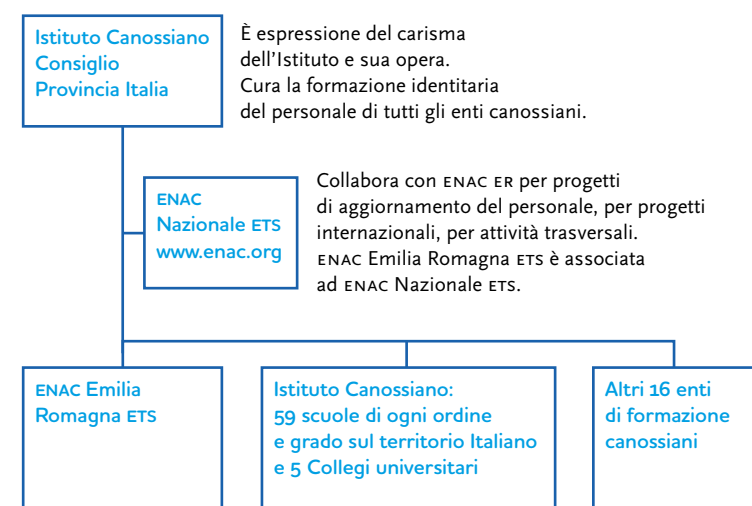 Istituto Canossiano
Consiglio
Provincia Italia
È espressione del carisma
dell'Istituto e sua opera.
Cura la formazione identitaria
del personale di tutti gli enti canossiani.
ENAC
Nazionale ETS
www.enac.org
Collabora con ENAC ER per progetti
di aggiornamento del personale, per progetti
internazionali, per attività trasversali.
ENAC Emilia Romagna ETS è associata
ad ENAC Nazionale ETS.
ENAC Emilia
Romagna ETS
Istituto Canossiano:
59 scuole di ogni ordine
e grado sul territorio Italiano
e 5 Collegi universitari
Altri 16 enti
di formazione
canossiani